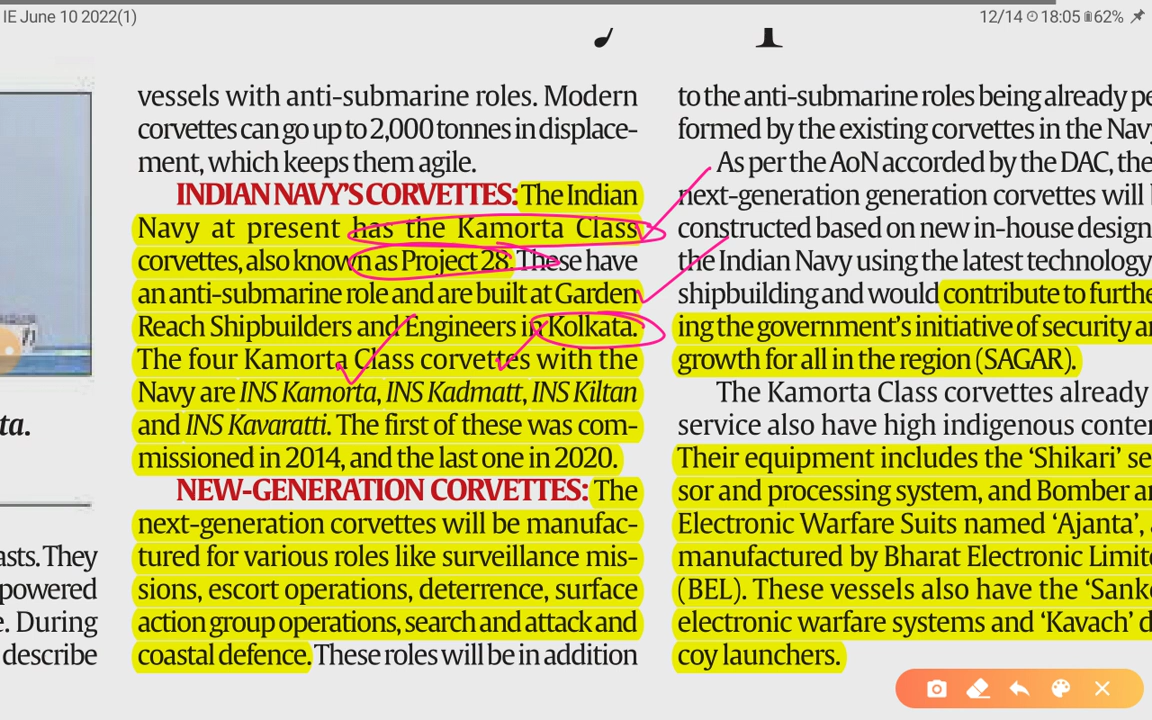 IE June 10 2022(1)
12/14 18:05 62%
ta.
asts. They
powered
e. During
describe
vessels with anti-submarine roles. Modern
corvettes can go up to 2,000 tonnes in displace-
ment, which keeps them agile.
INDIAN NAVY'S CORVETTES: The Indian
Navy at present has the Kamorta Class
corvettes, also known as Project 28. These have
an anti-submarine role and are built at Garden
Reach Shipbuilders and Engineers in Kolkata.
The four Kamorta Class corvettes with the
Navy are INS Kamorta, INS Kadmatt, INS Kiltan
and INS Kavaratti. The first of these was com-
missioned in 2014, and the last one in 2020.
NEW-GENERATION CORVETTES: The
next-generation corvettes will be manufac-
tured for various roles like surveillance mis-
sions, escort operations, deterrence, surface
action group operations, search and attack and
coastal defence. These roles will be in addition
to the anti-submarine roles being already pe
formed by the existing corvettes in the Navy
As per the AoN accorded by the DAC, the
next-generation generation corvettes will
constructed based on new in-house design
the Indian Navy using the latest technology
shipbuilding and would contribute to furthe
ing the government's initiative of security an
growth for all in the region (SAGAR).
The Kamorta Class corvettes already
service also have high indigenous conten
Their equipment includes the 'Shikari' se
sor and processing system, and Bomber an
Electronic Warfare Suits named 'Ajanta',
manufactured by Bharat Electronic Limite
(BEL). These vessels also have the 'Sanke
electronic warfare systems and 'Kavach' d
coy launchers.